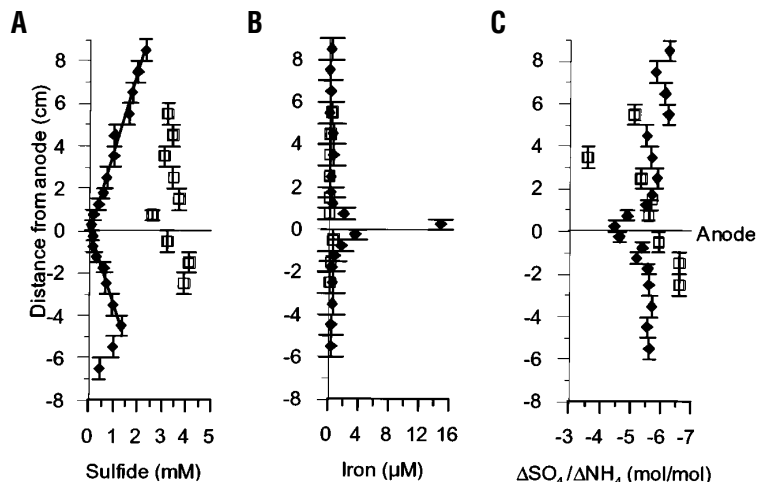 A B C
Distance from anode (cm)
8 8 8
6 6 6
4 4 4
2 2 2
0 0 0 Anode
-2 -2 -2
-4 -4 -4
-6 -6 -6
-8 -8 -8
0 1 2 3 4 5 0 4 8 12 16 -3 -4 -5 -6 -7
Sulfide (mM) Iron (µM) ΔSO4/ΔNH4 (mol/mol)